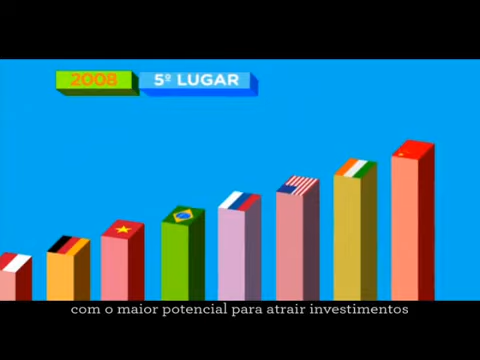 2008 5º LUGAR
com o maior potencial para atrair investimentos